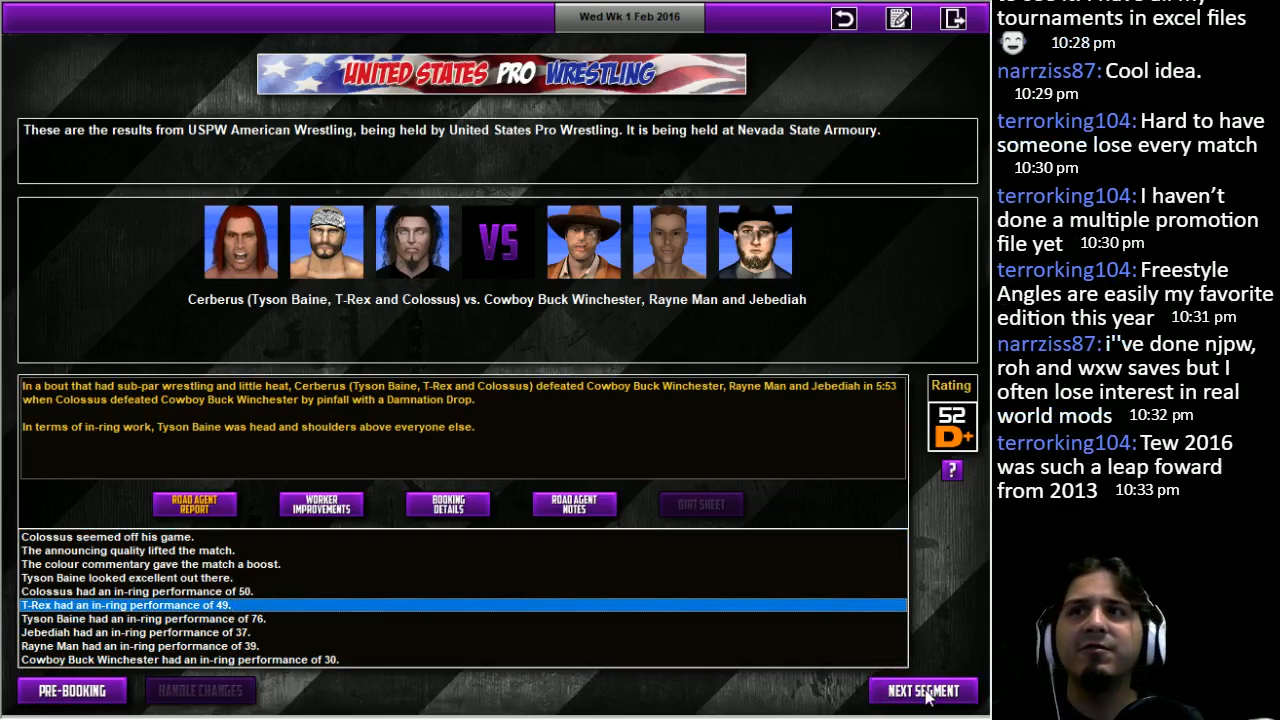 Wed Wk 1 Feb 2016
UNITED STATES PRO WRESTLING
These are the results from USPW American Wrestling, being held by United States Pro Wrestling. It is being held at Nevada State Armoury.
VS
Cerberus (Tyson Baine, T-Rex and Colossus) vs. Cowboy Buck Winchester, Rayne Man and Jebediah
In a bout that had sub-par wrestling and little heat, Cerberus (Tyson Baine, T-Rex and Colossus) defeated Cowboy Buck Winchester, Rayne Man and Jebediah in 5:53
when Colossus defeated Cowboy Buck Winchester by pinfall with a Damnation Drop.
In terms of in-ring work, Tyson Baine was head and shoulders above everyone else.
Rating
52
D+
?
ROAD AGENT
REPORT
WORKER
IMPROVEMENTS
BOOKING
DETAILS
ROAD AGENT
NOTES
DIRT SHEET
Colossus seemed off his game.
The announcing quality lifted the match.
The colour commentary gave the match a boost.
Tyson Baine looked excellent out there.
Colossus had an in-ring performance of 50.
T-Rex had an in-ring performance of 49.
Tyson Baine had an in-ring performance of 76.
Jebediah had an in-ring performance of 37.
Rayne Man had an in-ring performance of 39.
Cowboy Buck Winchester had an in-ring performance of 30.
PRE-BOOKING
HANDLE CHANGES
NEXT SEGMENT
tournaments in excel files
10:28 pm
narrziss87: Cool idea.
10:29 pm
terrorking104: Hard to have
someone lose every match
10:30 pm
terrorking104: I haven't
done a multiple promotion
file yet 10:30 pm
terrorking104: Freestyle
Angles are easily my favorite
edition this year 10:31 pm
narrziss87: i''ve done njpw,
roh and wxw saves but I
often lose interest in real
world mods 10:32 pm
terrorking104: Tew 2016
was such a leap foward
from 2013 10:33 pm